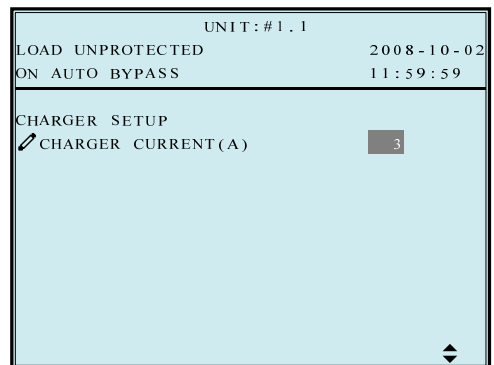 UNIT:#1.1
LOAD UNPROTECTED 2008-10-02
ON AUTO BYPASS 11:59:59
CHARGER SETUP
CHARGER CURRENT(A) 3